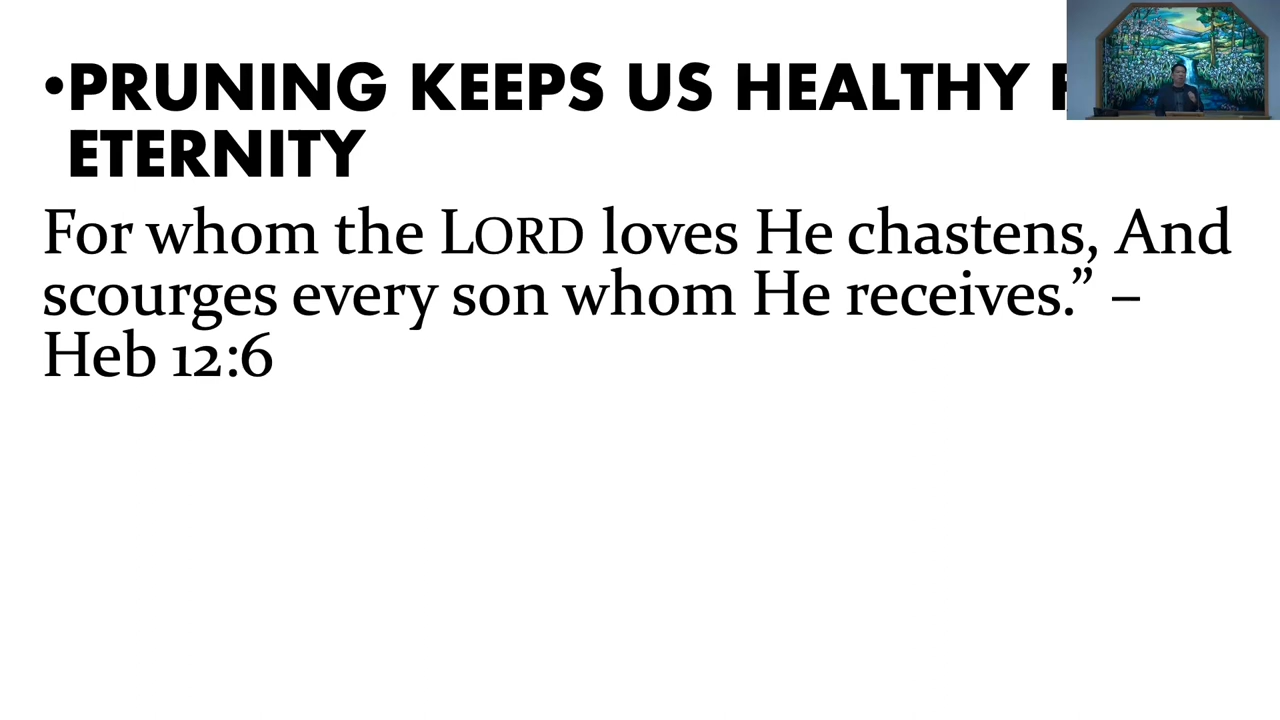 •PRUNING KEEPS US HEALTHY
ETERNITY
For whom the LORD loves He chastens, And
scourges every son whom He receives.” –
Heb 12:6